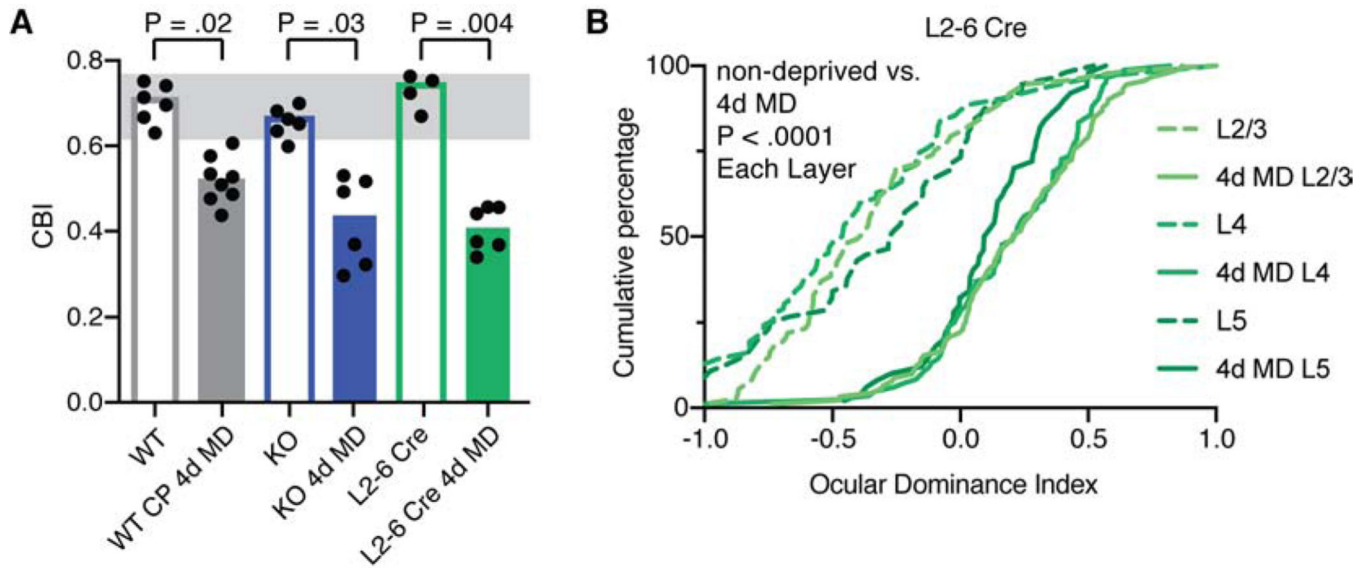 A
P = .02
P = .03
P = .004
0.8
0.6
0.4
0.2
0.0
CBI
WT
WT CP 4d MD
KO
KO 4d MD
L2-6 Cre
L2-6 Cre 4d MD
B
L2-6 Cre
non-deprived vs.
4d MD
P < .0001
Each Layer
100
50
0
Cumulative percentage
-1.0
-0.5
0.0
0.5
1.0
Ocular Dominance Index
L2/3
4d MD L2/3
L4
4d MD L4
L5
4d MD L5